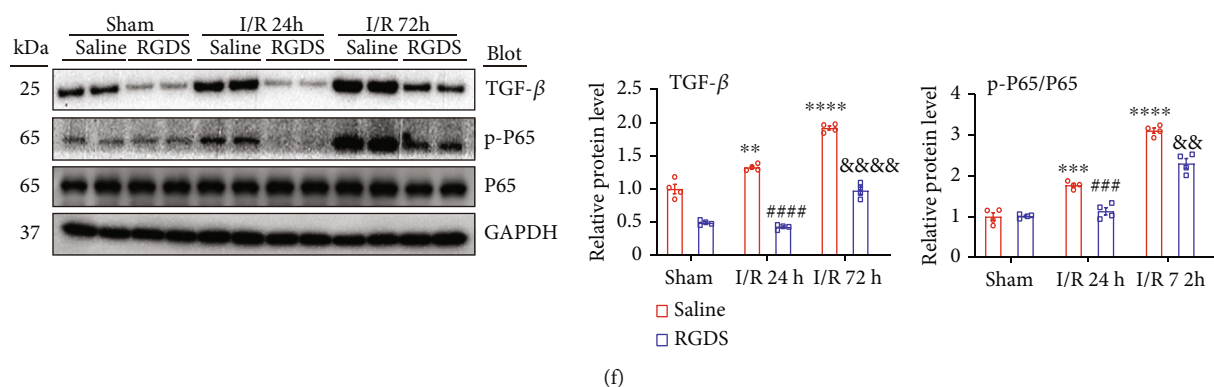 Sham I/R 24h I/R 72h
kDa Saline RGDS Saline RGDS Saline RGDS Blot
25 TGF-β
65 p-P65
65 P65
37 GAPDH
TGF-β
Relative protein level
2.5
2.0
1.5
1.0
0.5
0
** #### **** &&&&
Sham I/R 24 h I/R 72 h
Saline
RGDS
p-P65/P65
Relative protein level
4
3
2
1
0
*** ### **** &&
Sham I/R 24 h I/R 7 2h
(f)